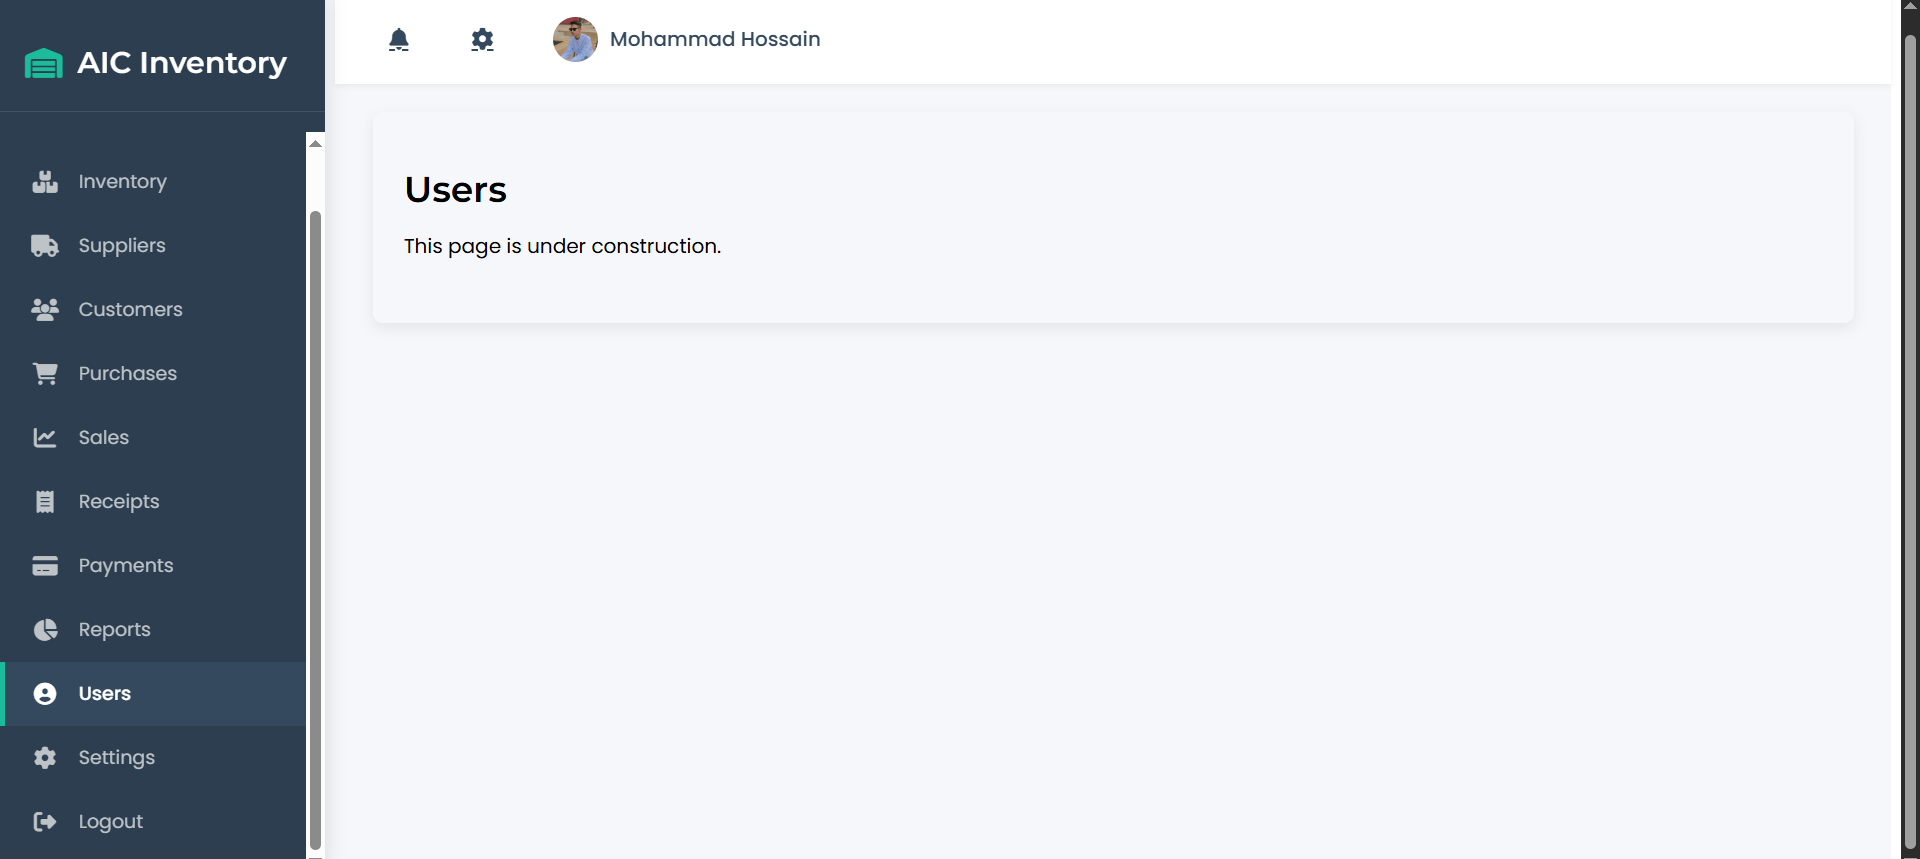 AIC Inventory
Inventory
Suppliers
Customers
Purchases
Sales
Receipts
Payments
Reports
Users
Settings
Logout
Mohammad Hossain
Users
This page is under construction.